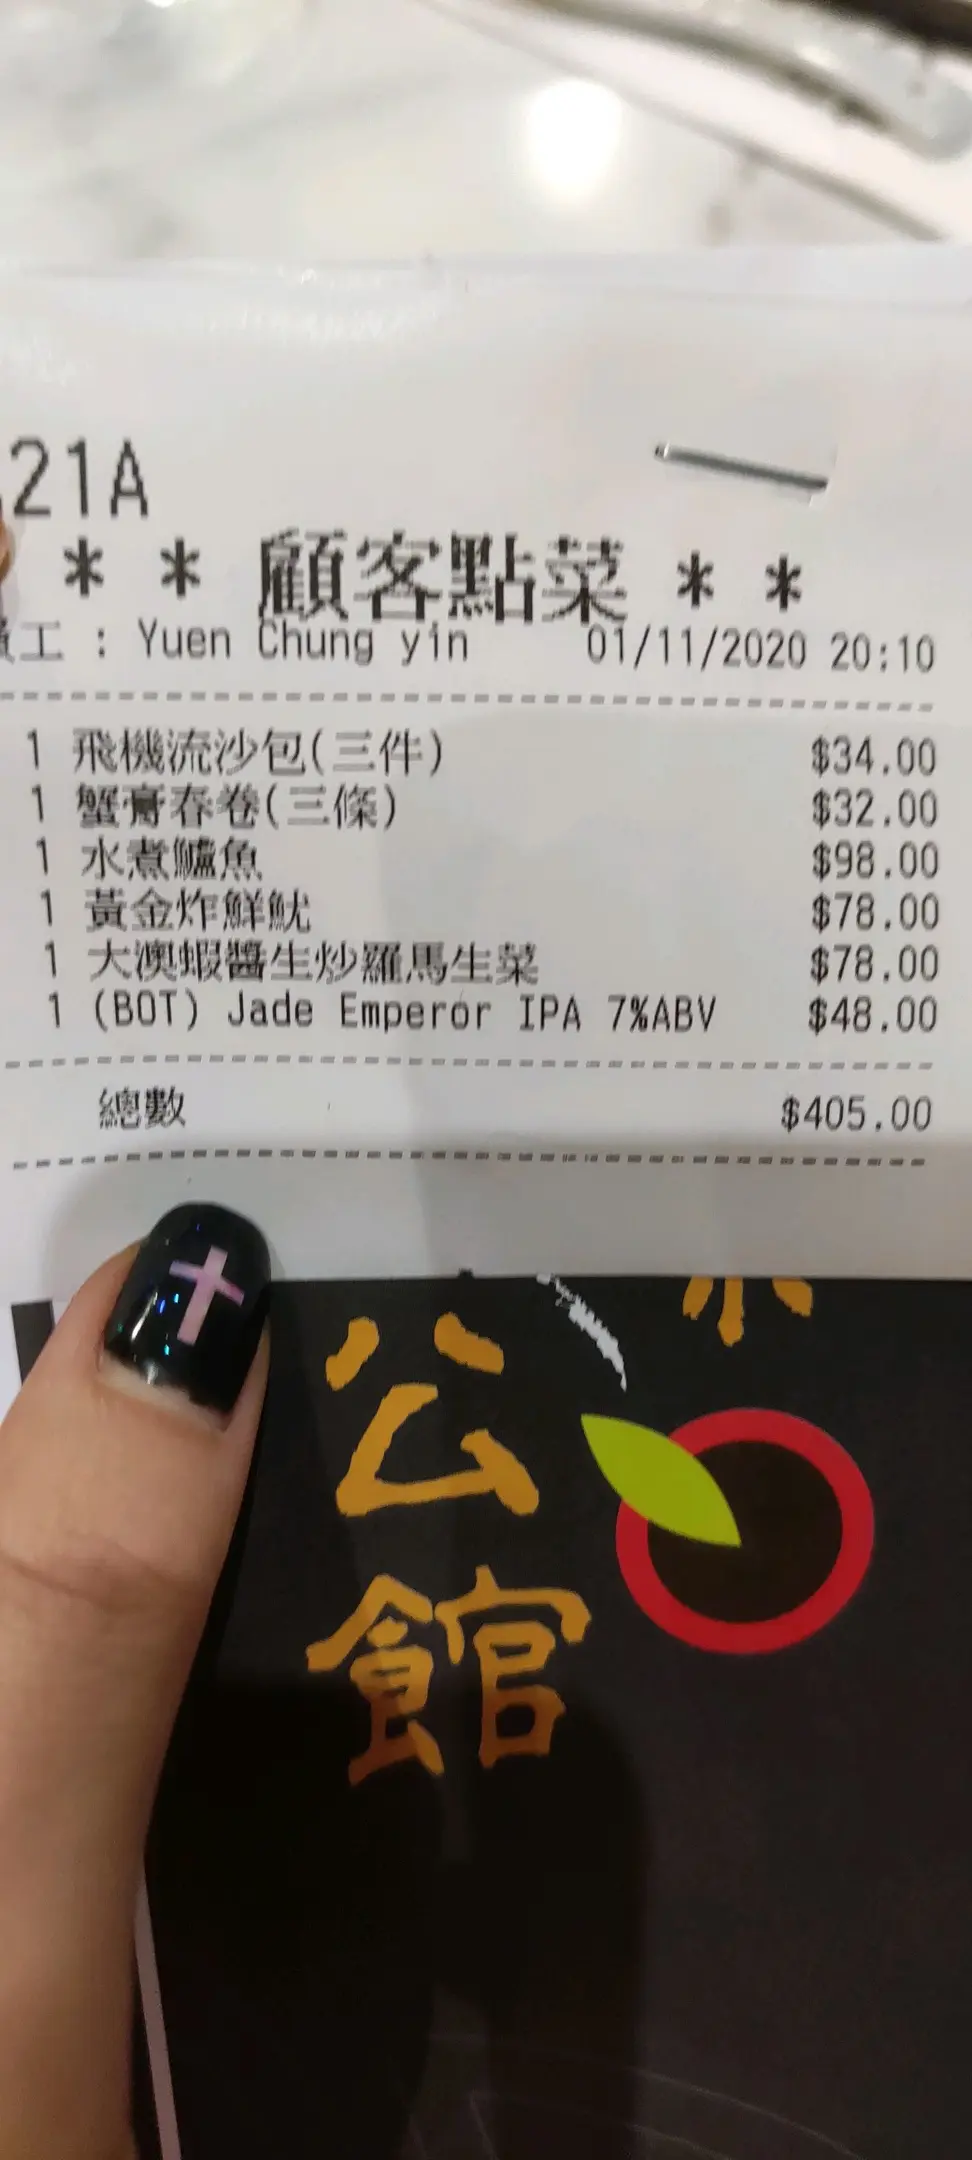 21A
* * 顧客點菜 * *
員工 : Yuen Chung yin 01/11/2020 20:10
1 飛機流沙包(三件) $34.00
1 蟹膏春卷(三條) $32.00
1 水煮鱸魚 $98.00
1 黃金炸鮮魷 $78.00
1 大澳蝦醬生炒羅馬生菜 $78.00
1 (BOT) Jade Emperor IPA 7%ABV $48.00
總數 $405.00
公
館